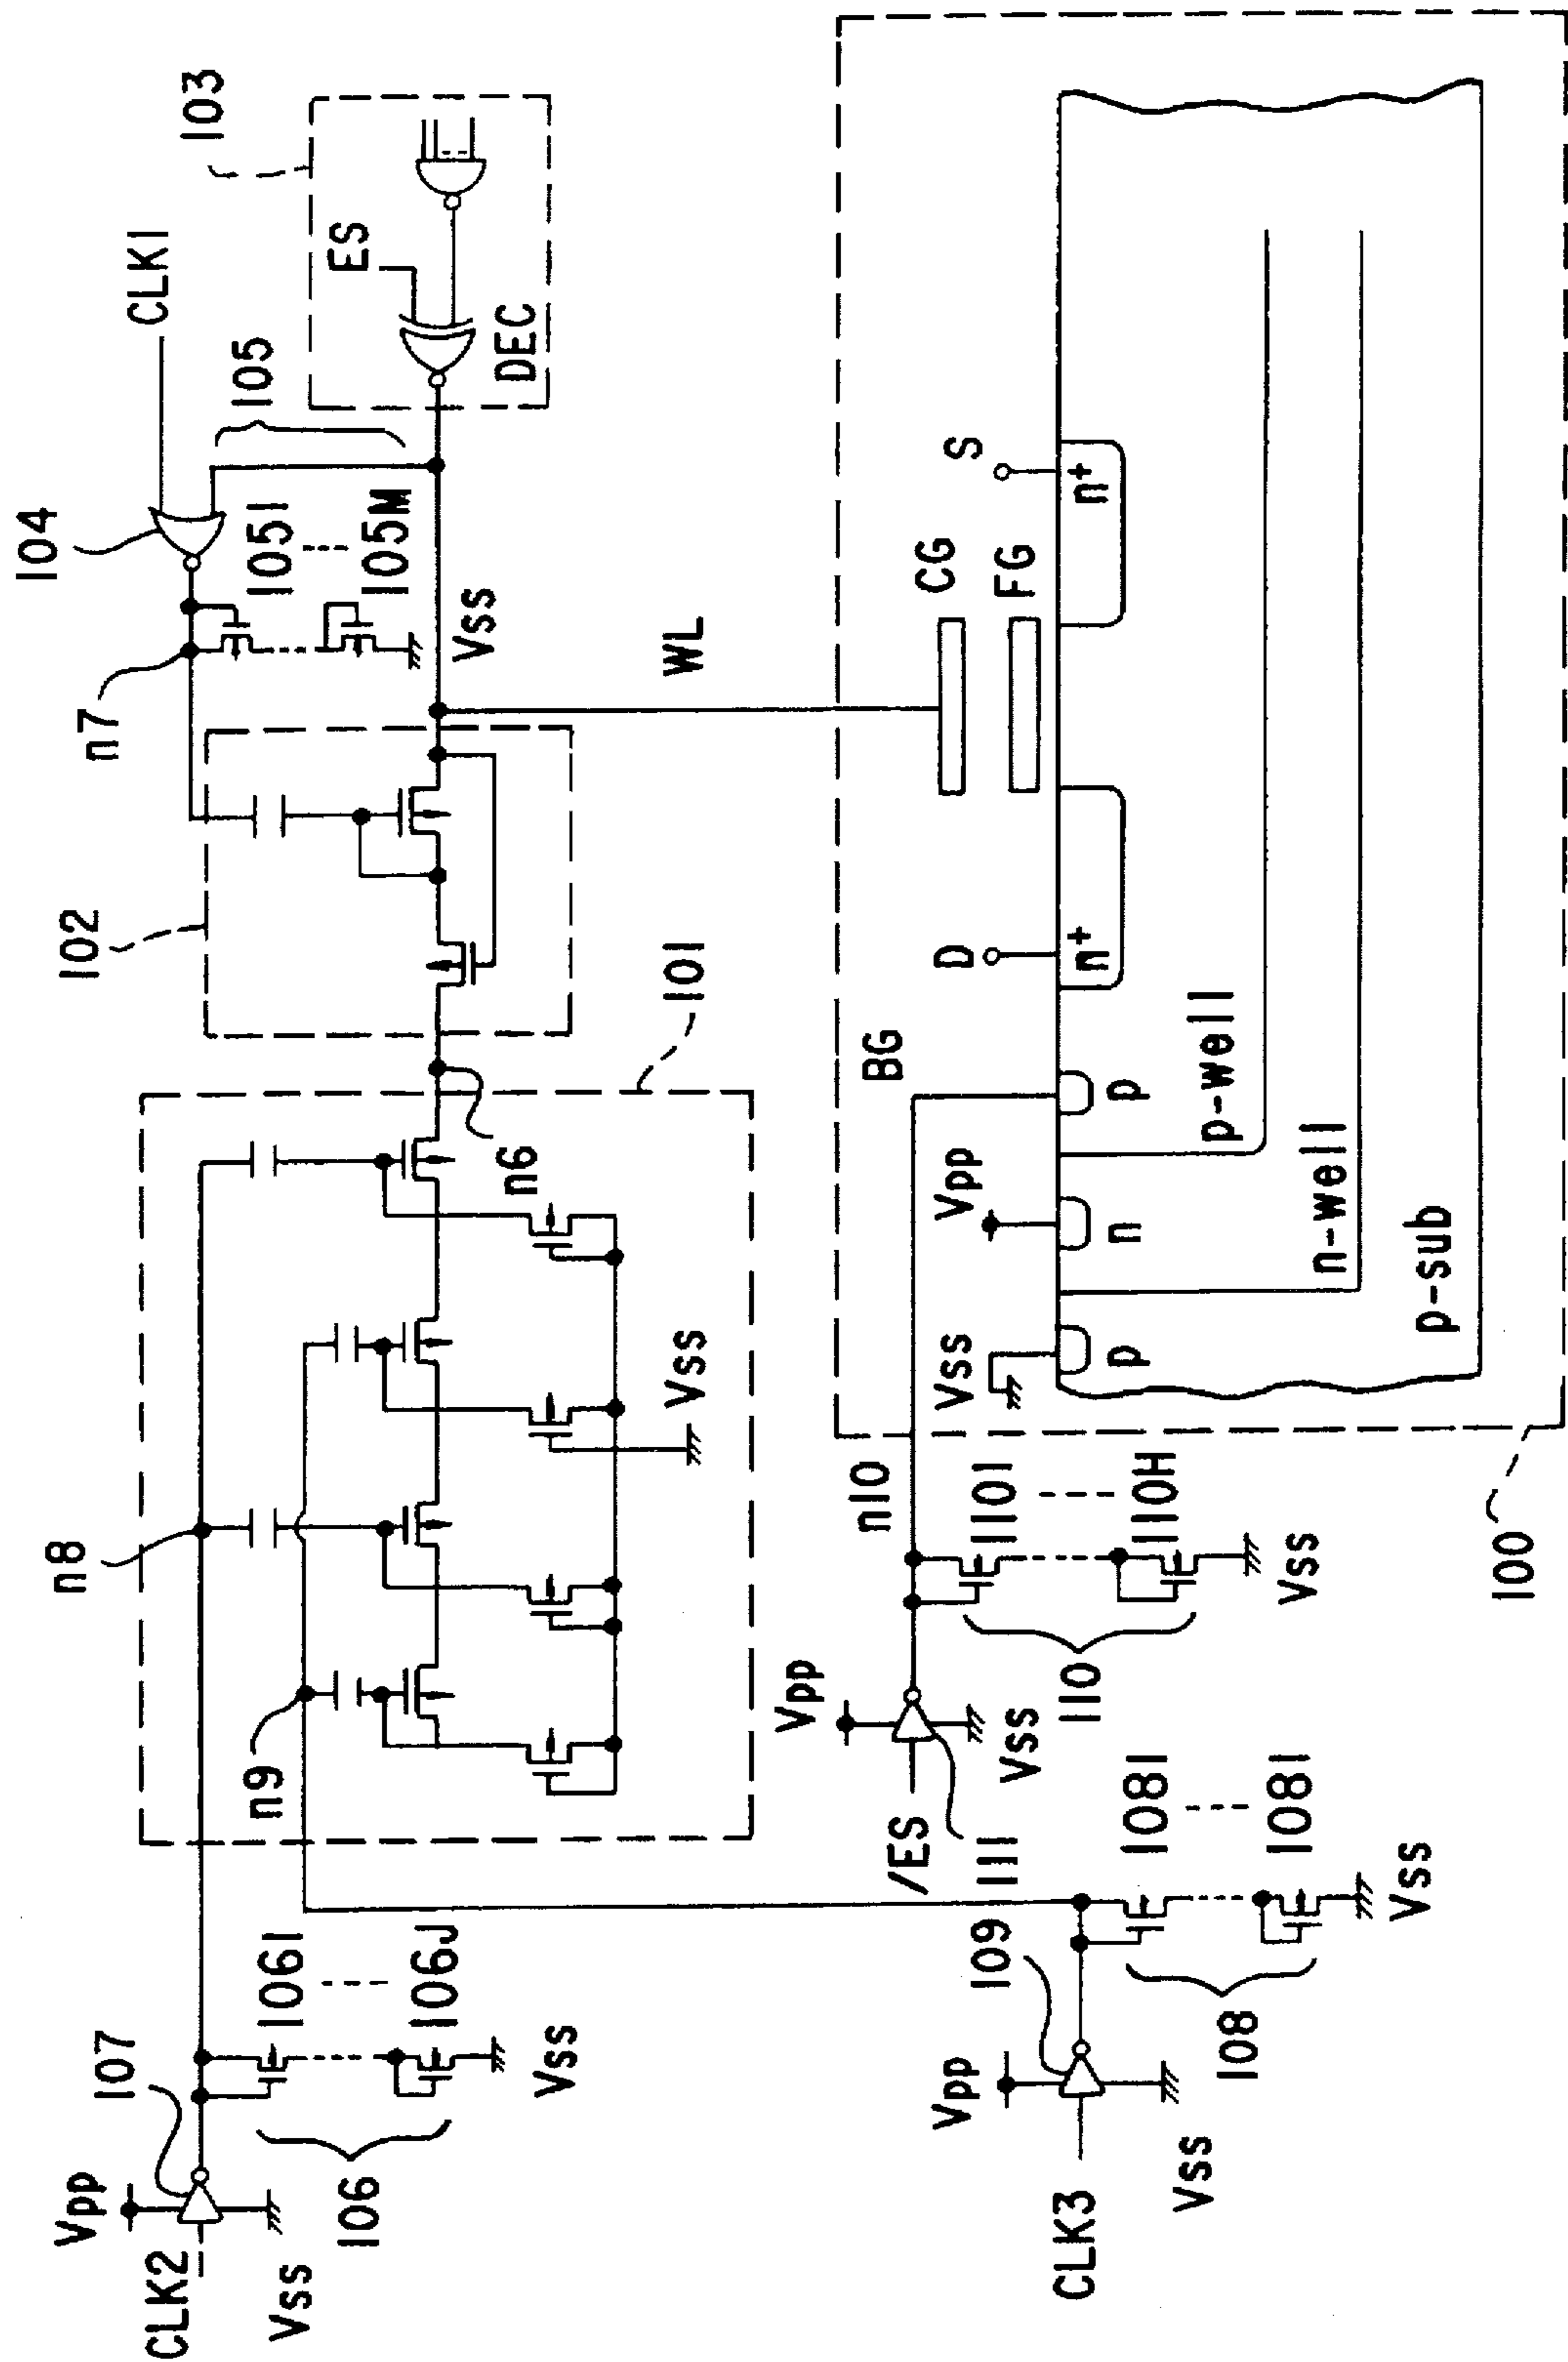 CLK2
Vpp
107
Vss
106
1061
106J
Vss
n8
n9
101
n6
Vss
102
n7
104
1051
105M
Vss
105
CLK1
103
ES
DEC
WL
CLK3
Vpp
109
Vss
108
1081
1081
Vss
/ES
Vpp
111
Vss
110
n10
1101
110H
Vss
100
BG
Vss
Vpp
D
CG
FG
S
p
n
p
n+
n+
p-well
n-well
p-sub